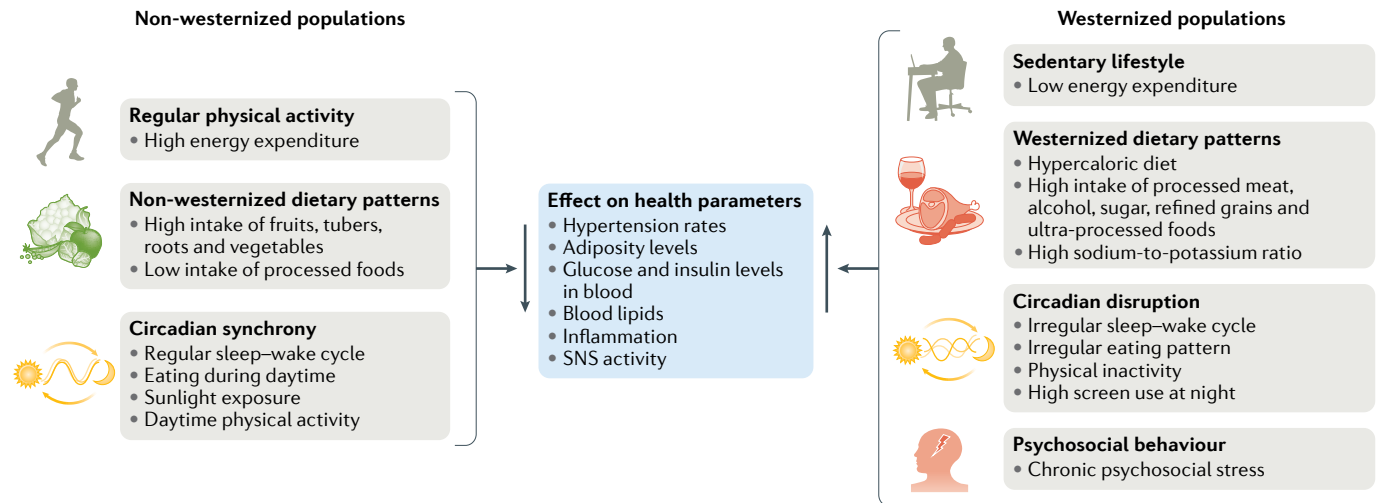 Non-westernized populations
Regular physical activity
• High energy expenditure
Non-westernized dietary patterns
• High intake of fruits, tubers,
roots and vegetables
• Low intake of processed foods
Circadian synchrony
• Regular sleep–wake cycle
• Eating during daytime
• Sunlight exposure
• Daytime physical activity
Effect on health parameters
• Hypertension rates
• Adiposity levels
• Glucose and insulin levels
in blood
• Blood lipids
• Inflammation
• SNS activity
Westernized populations
Sedentary lifestyle
• Low energy expenditure
Westernized dietary patterns
• Hypercaloric diet
• High intake of processed meat,
alcohol, sugar, refined grains and
ultra-processed foods
• High sodium-to-potassium ratio
Circadian disruption
• Irregular sleep–wake cycle
• Irregular eating pattern
• Physical inactivity
• High screen use at night
Psychosocial behaviour
• Chronic psychosocial stress